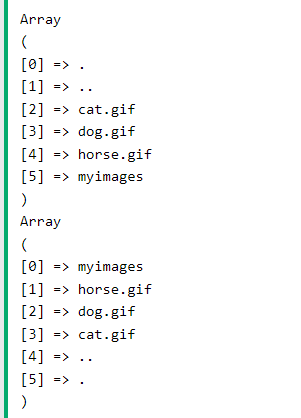 Array
(
[0] => .
[1] => ..
[2] => cat.gif
[3] => dog.gif
[4] => horse.gif
[5] => myimages
)
Array
(
[0] => myimages
[1] => horse.gif
[2] => dog.gif
[3] => cat.gif
[4] => ..
[5] => .
)